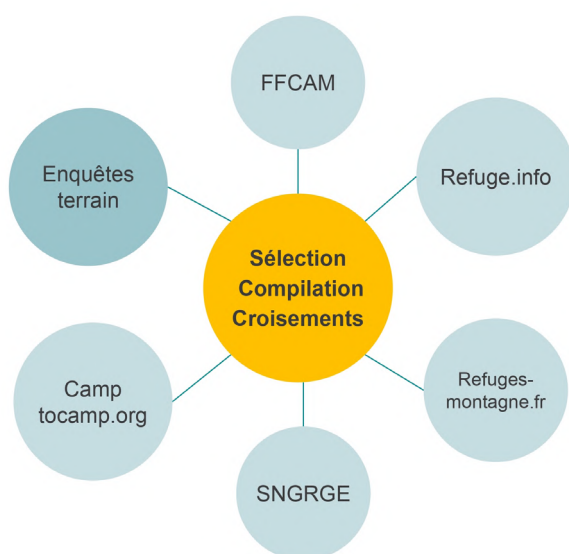 FFCAM
Enquêtes
terrain
Refuge.info
Sélection
Compilation
Croisements
Camp
tocamp.org
Refuges-
montagne.fr
SNGRGE